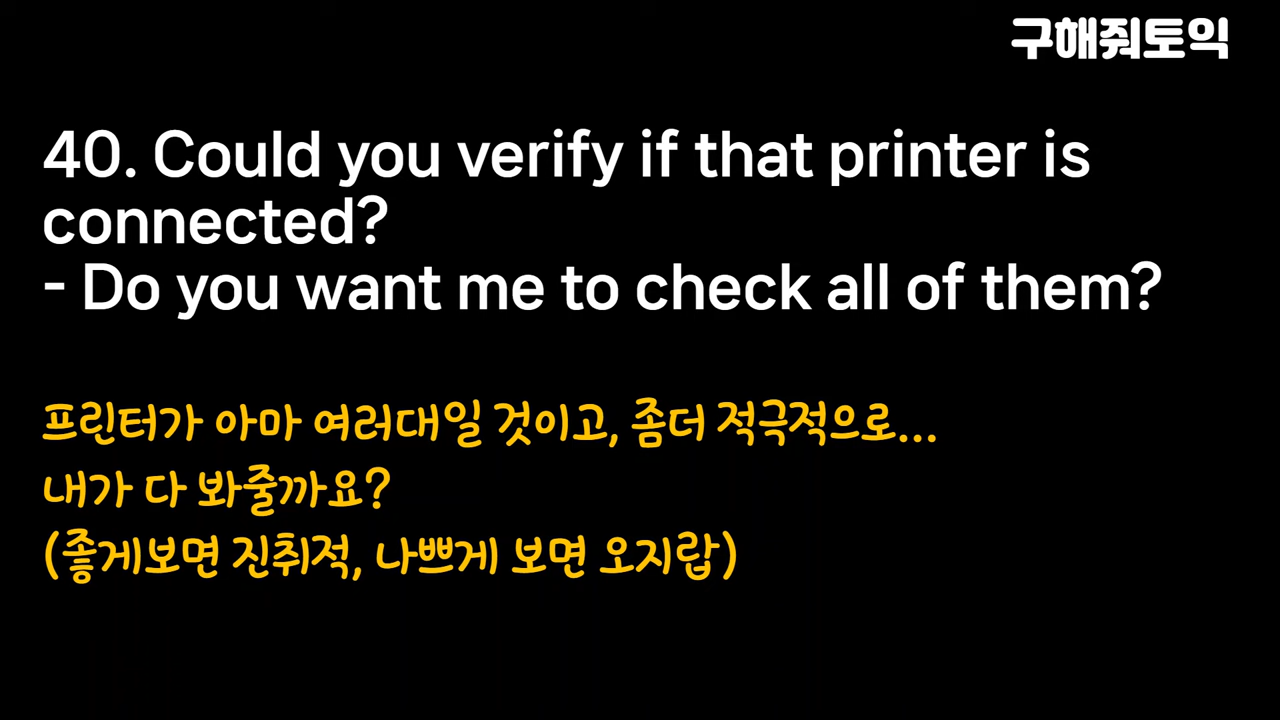 구해줘토익
40. Could you verify if that printer is
connected?
- Do you want me to check all of them?
프린터가 아마 여러대일 것이고, 좀더 적극적으로...
내가 다 봐줄까요?
(좋게보면 진취적, 나쁘게 보면 오지랖)